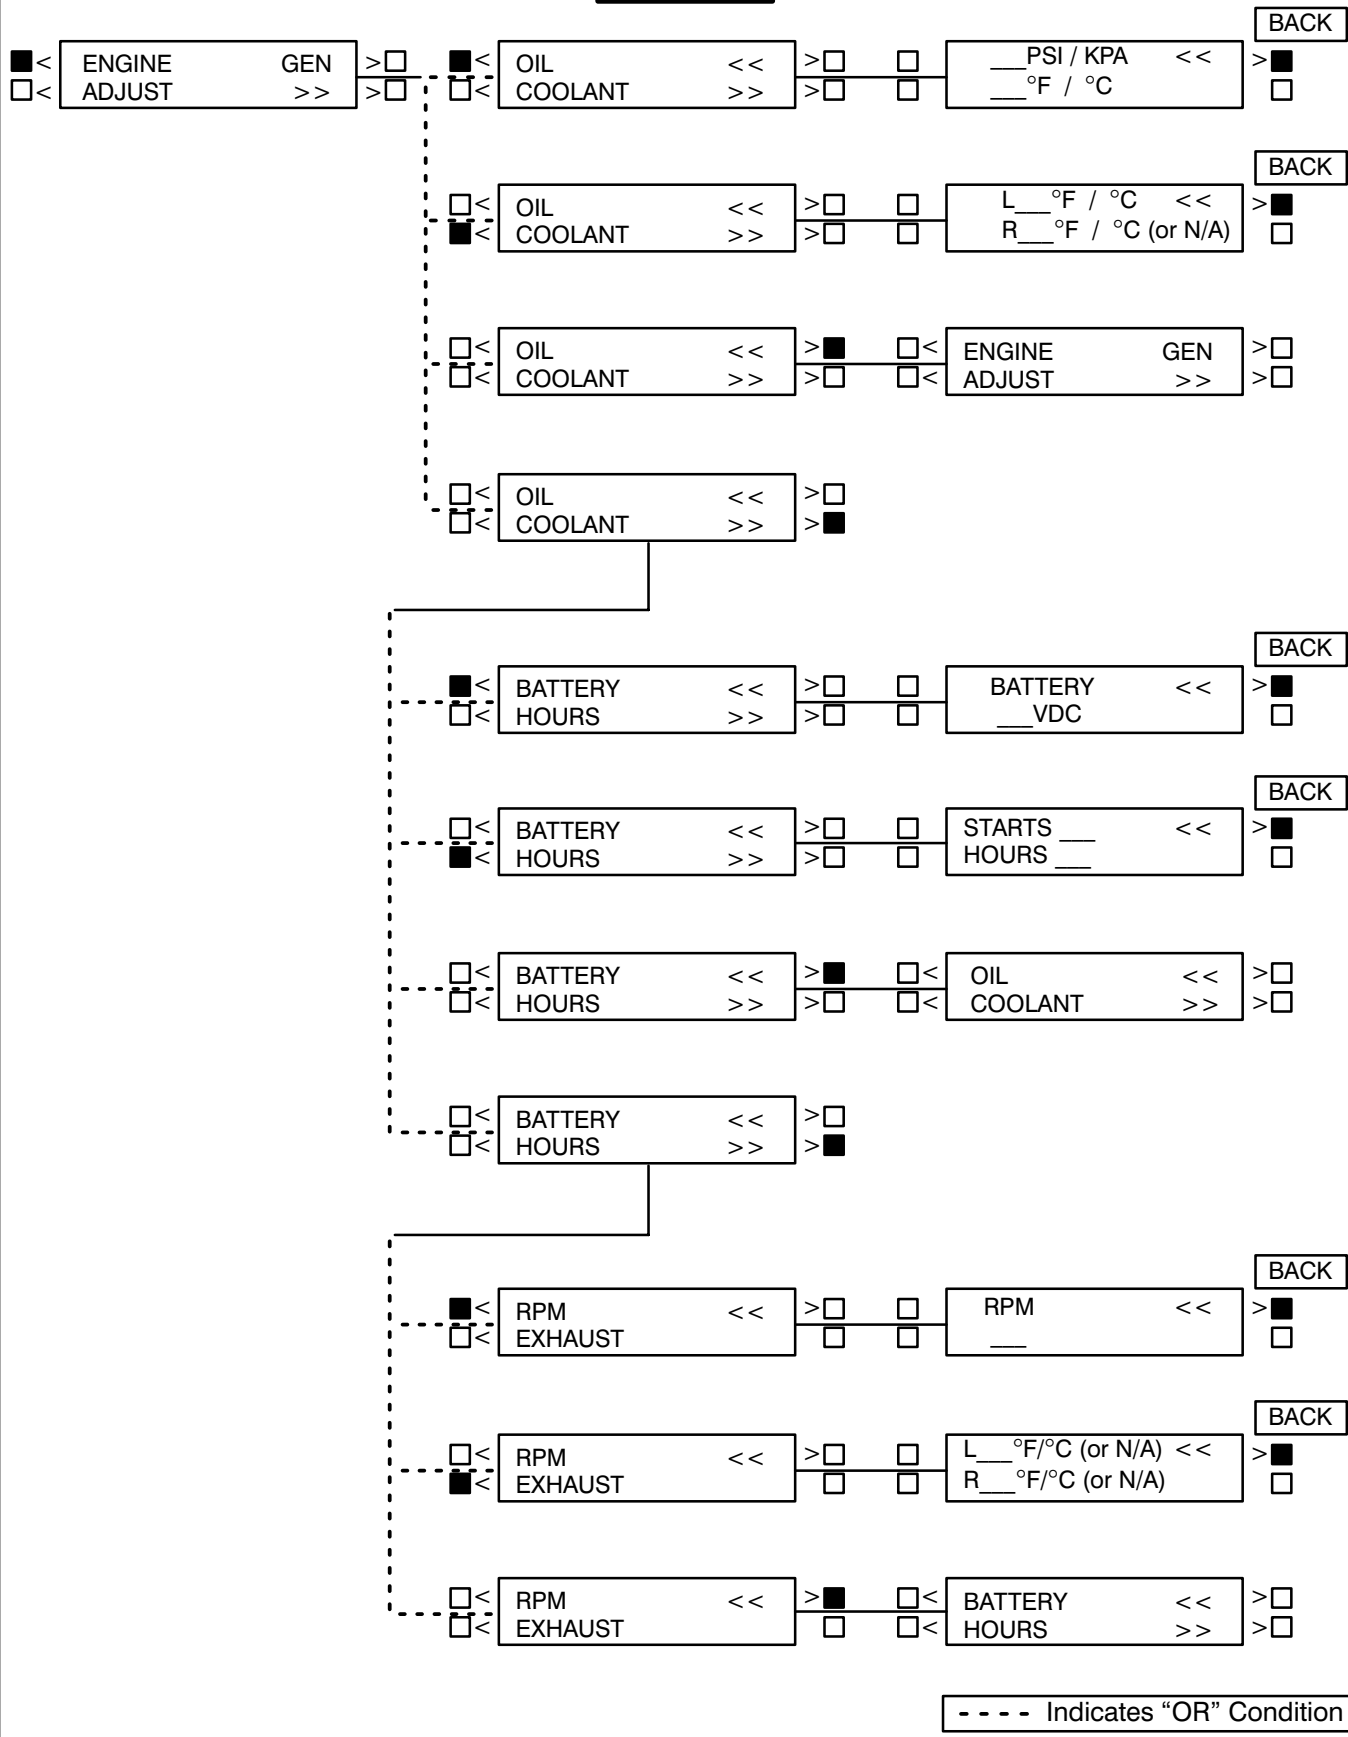 BACK
< ENGINE GEN >
< ADJUST >> >
< OIL << >
< COOLANT >> >
___PSI / KPA << >
___°F / °C
BACK
< OIL << >
< COOLANT >> >
L___°F / °C << >
R___°F / °C (or N/A)
< OIL << >
< COOLANT >> >
< ENGINE GEN >
< ADJUST >> >
< OIL << >
< COOLANT >> >
BACK
< BATTERY << >
< HOURS >> >
BATTERY << >
___VDC
BACK
< BATTERY << >
< HOURS >> >
STARTS ___ << >
HOURS ___
< BATTERY << >
< HOURS >> >
< OIL << >
< COOLANT >> >
< BATTERY << >
< HOURS >> >
BACK
< RPM << >
< EXHAUST
RPM << >
___
BACK
< RPM << >
< EXHAUST
L___°F/°C (or N/A) << >
R___°F/°C (or N/A)
< RPM << >
< EXHAUST
< BATTERY << >
< HOURS >> >
- - - - Indicates “OR” Condition